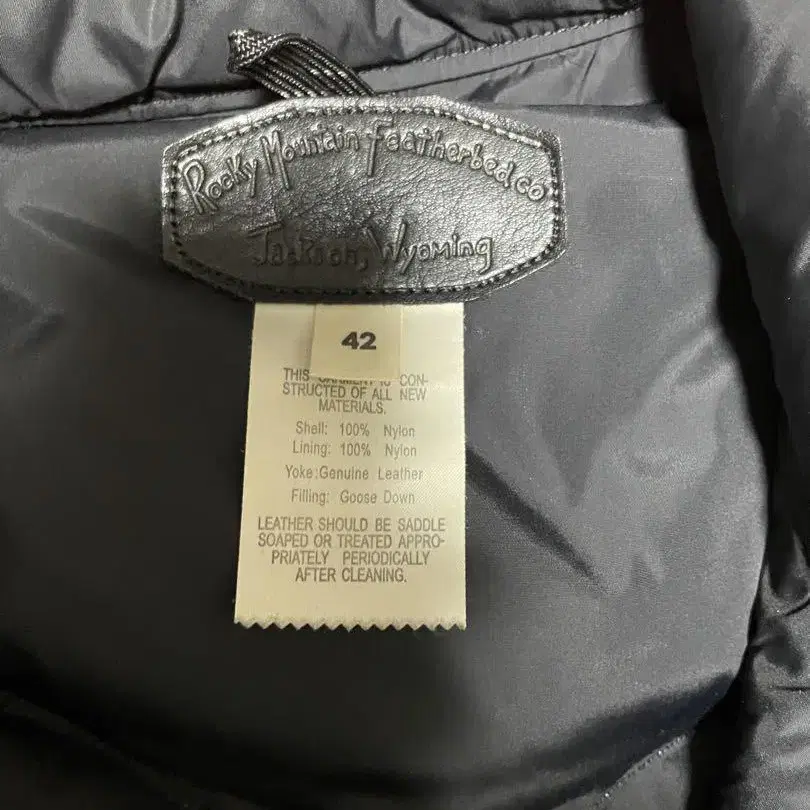 Rocky Mountain Featherbed co
Jackson, Wyoming
42
THIS GARMENT IS CON-
STRUCTED OF ALL NEW
MATERIALS.
Shell: 100% Nylon
Lining: 100% Nylon
Yoke:Genuine Leather
Filling: Goose Down
LEATHER SHOULD BE SADDLE
SOAPED OR TREATED APPRO-
PRIATELY PERIODICALLY
AFTER CLEANING.